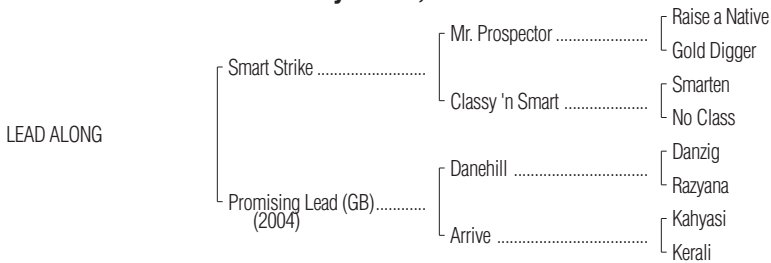 Raise a Native
Mr. Prospector ........................
Gold Digger
Smart Strike ............................
Smarten
Classy 'n Smart ......................
No Class
LEAD ALONG
Danzig
Danehill ...................................
Razyana
Promising Lead (GB).............
(2004)
Kahyasi
Arrive .......................................
Kerali